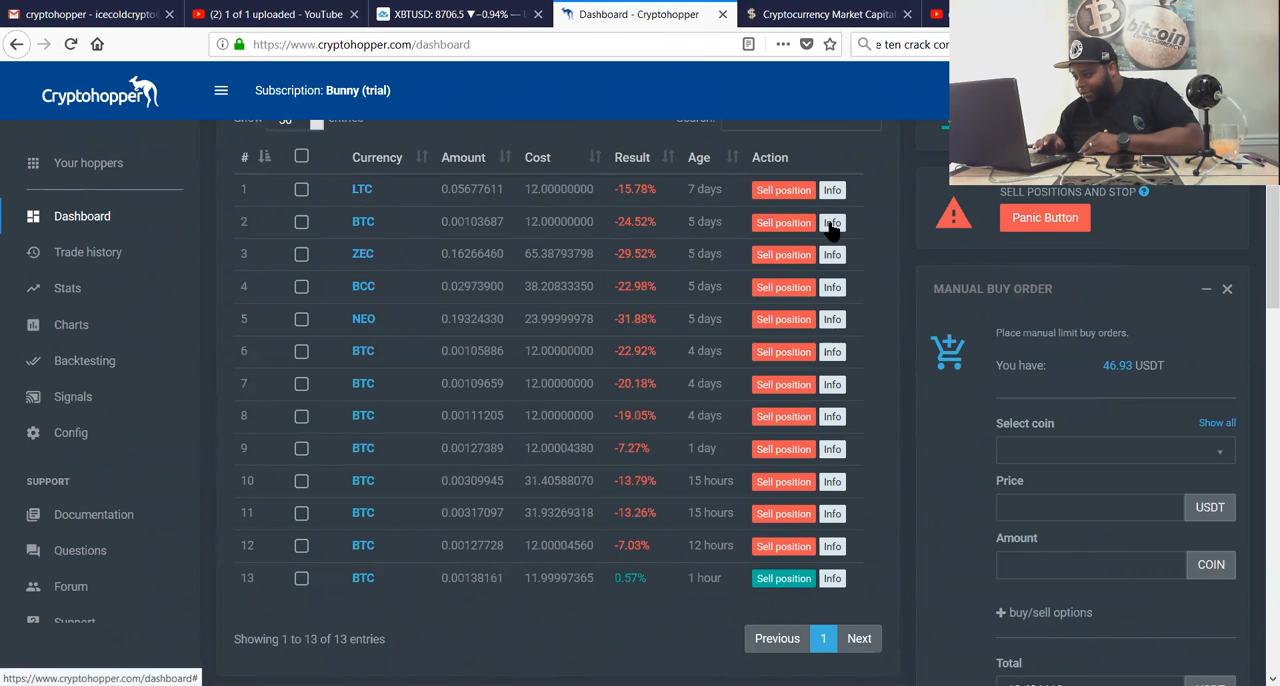 cryptohopper - icecoldcrypto
(2) 1 of 1 uploaded - YouTube
XBTUSD: 8706.5 ▼−0.94% —
Dashboard - Cryptohopper
Cryptocurrency Market Capital
https://www.cryptohopper.com/dashboard
e ten crack con
bitcoin
Cryptohopper
Subscription: Bunny (trial)
Your hoppers
Dashboard
Trade history
Stats
Charts
Backtesting
Signals
Config
SUPPORT
Documentation
Questions
Forum
Support
Show 50 entries
Search:
# Currency Amount Cost Result Age Action
1 LTC 0.05677611 12.00000000 -15.78% 7 days Sell position Info
2 BTC 0.00103687 12.00000000 -24.52% 5 days Sell position Info
3 ZEC 0.16266460 65.38793798 -29.52% 5 days Sell position Info
4 BCC 0.02973900 38.20833350 -22.98% 5 days Sell position Info
5 NEO 0.19324330 23.99999978 -31.88% 5 days Sell position Info
6 BTC 0.00105886 12.00000000 -22.92% 4 days Sell position Info
7 BTC 0.00109659 12.00000000 -20.18% 4 days Sell position Info
8 BTC 0.00111205 12.00000000 -19.05% 4 days Sell position Info
9 BTC 0.00127389 12.00004380 -7.27% 1 day Sell position Info
10 BTC 0.00309945 31.40588070 -13.79% 15 hours Sell position Info
11 BTC 0.00317097 31.93269318 -13.26% 15 hours Sell position Info
12 BTC 0.00127728 12.00004560 -7.03% 12 hours Sell position Info
13 BTC 0.00138161 11.99997365 0.57% 1 hour Sell position Info
Showing 1 to 13 of 13 entries
Previous 1 Next
SELL POSITIONS AND STOP
Panic Button
MANUAL BUY ORDER
Place manual limit buy orders.
You have: 46.93 USDT
Select coin Show all
Price
USDT
Amount
COIN
+ buy/sell options
Total
https://www.cryptohopper.com/dashboard#